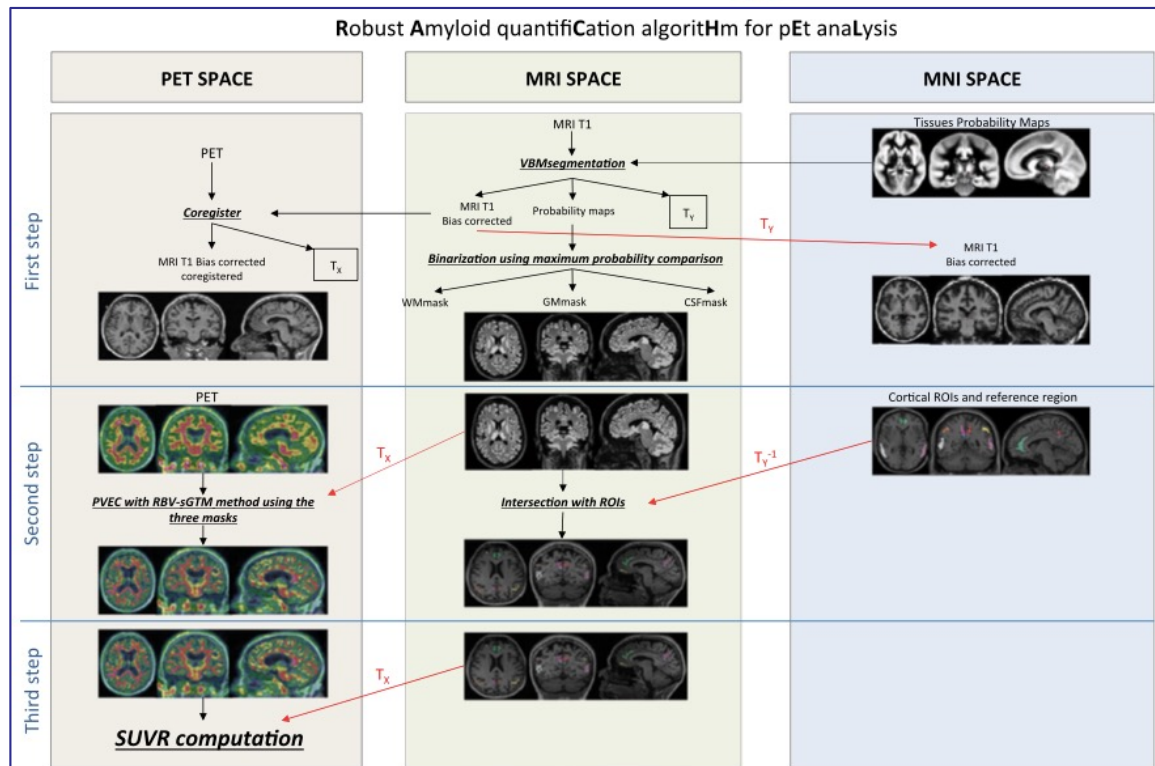 Robust Amyloid quantifiCation algoritHm for pEt anaLysis
PET SPACE
MRI SPACE
MNI SPACE
First step
PET
Coregister
MRI T1 Bias corrected
coregistered
Tx
MRI T1
VBMsegmentation
MRI T1
Bias corrected
Probability maps
TY
Binarization using maximum probability comparison
WMmask
GMmask
CSFmask
TY
Tissues Probability Maps
MRI T1
Bias corrected
Second step
PET
PVEC with RBV-sGTM method using the
three masks
TX
Intersection with ROIs
TY-1
Cortical ROIs and reference region
Third step
TX
SUVR computation